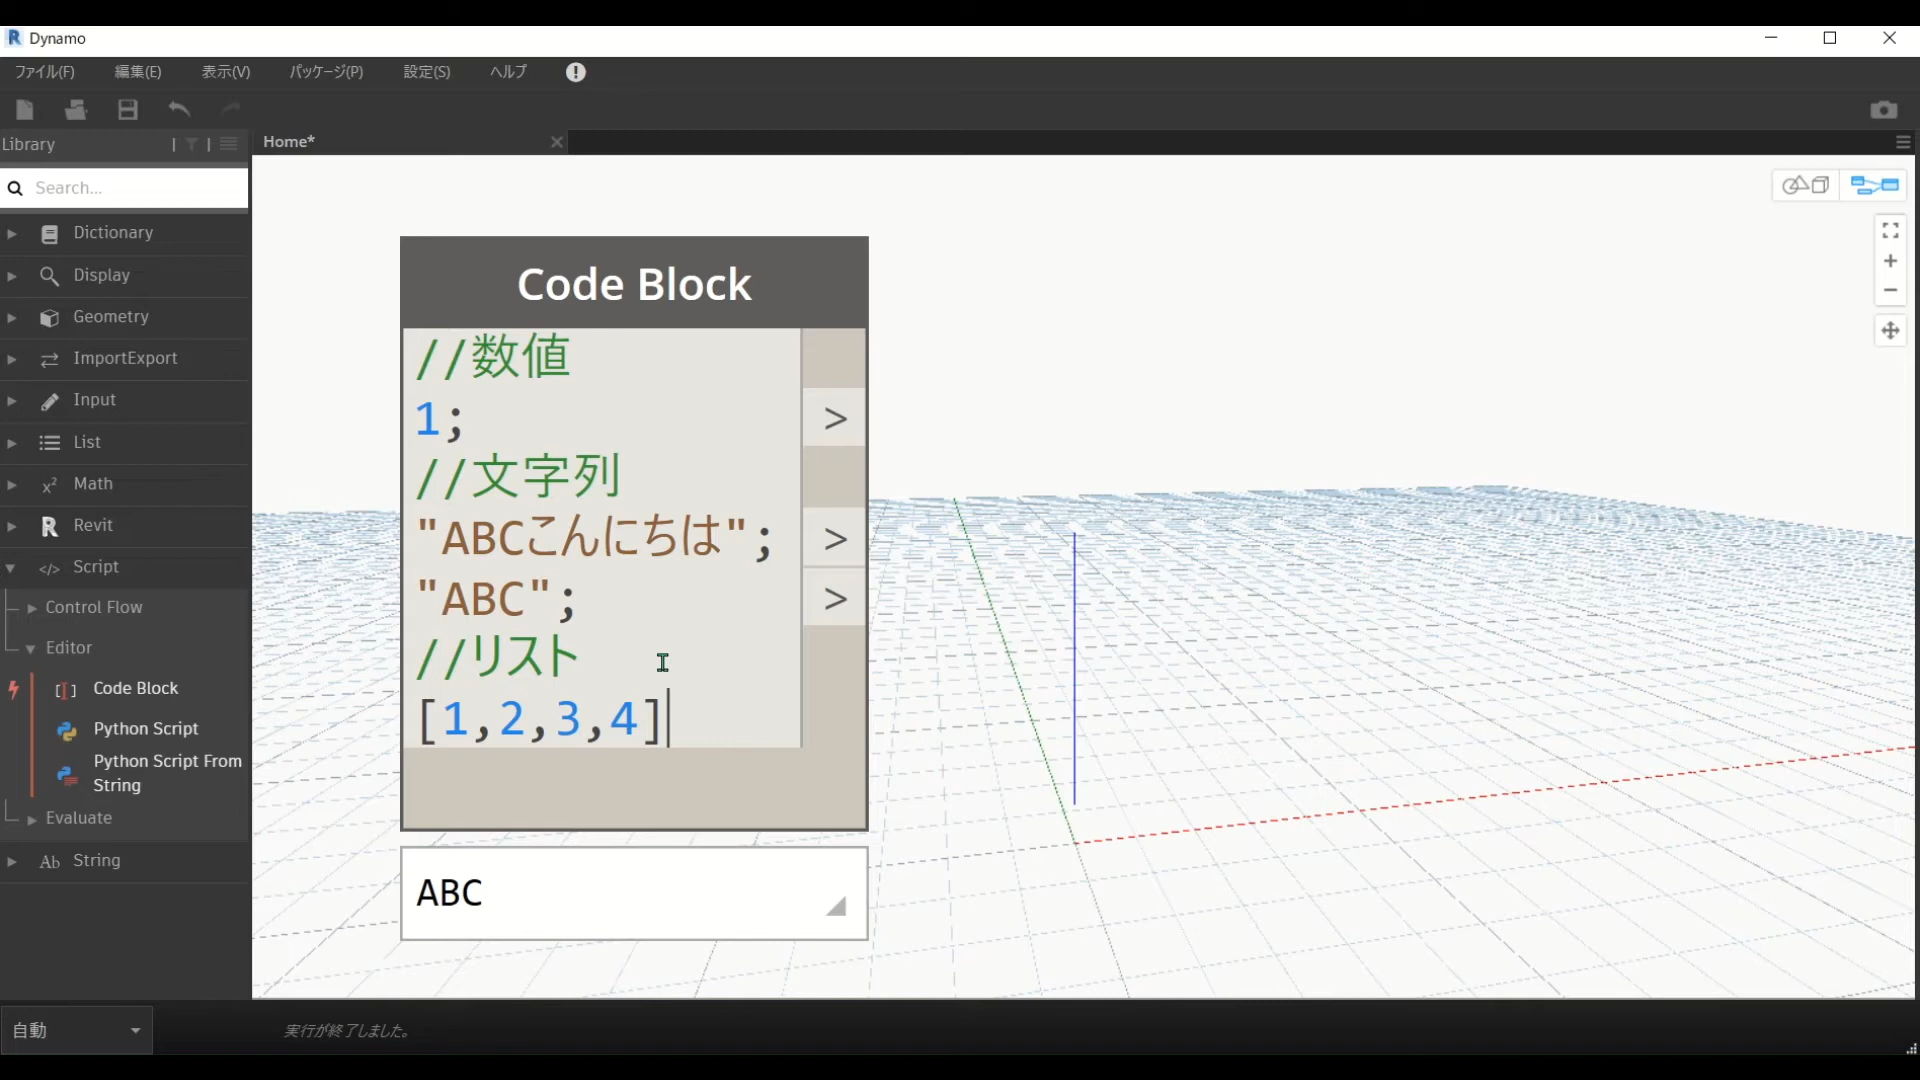 Dynamo
ファイル(F) 編集(E) 表示(V) パッケージ(P) 設定(S) ヘルプ
Library
Home*
Search...
Dictionary
Display
Geometry
ImportExport
Input
List
Math
Revit
Script
Control Flow
Editor
Code Block
Python Script
Python Script From
String
Evaluate
String
Code Block
//数値
1;
//文字列
"ABCこんにちは";
"ABC";
//リスト
[1,2,3,4]
>
>
>
ABC
自動
実行が終了しました。